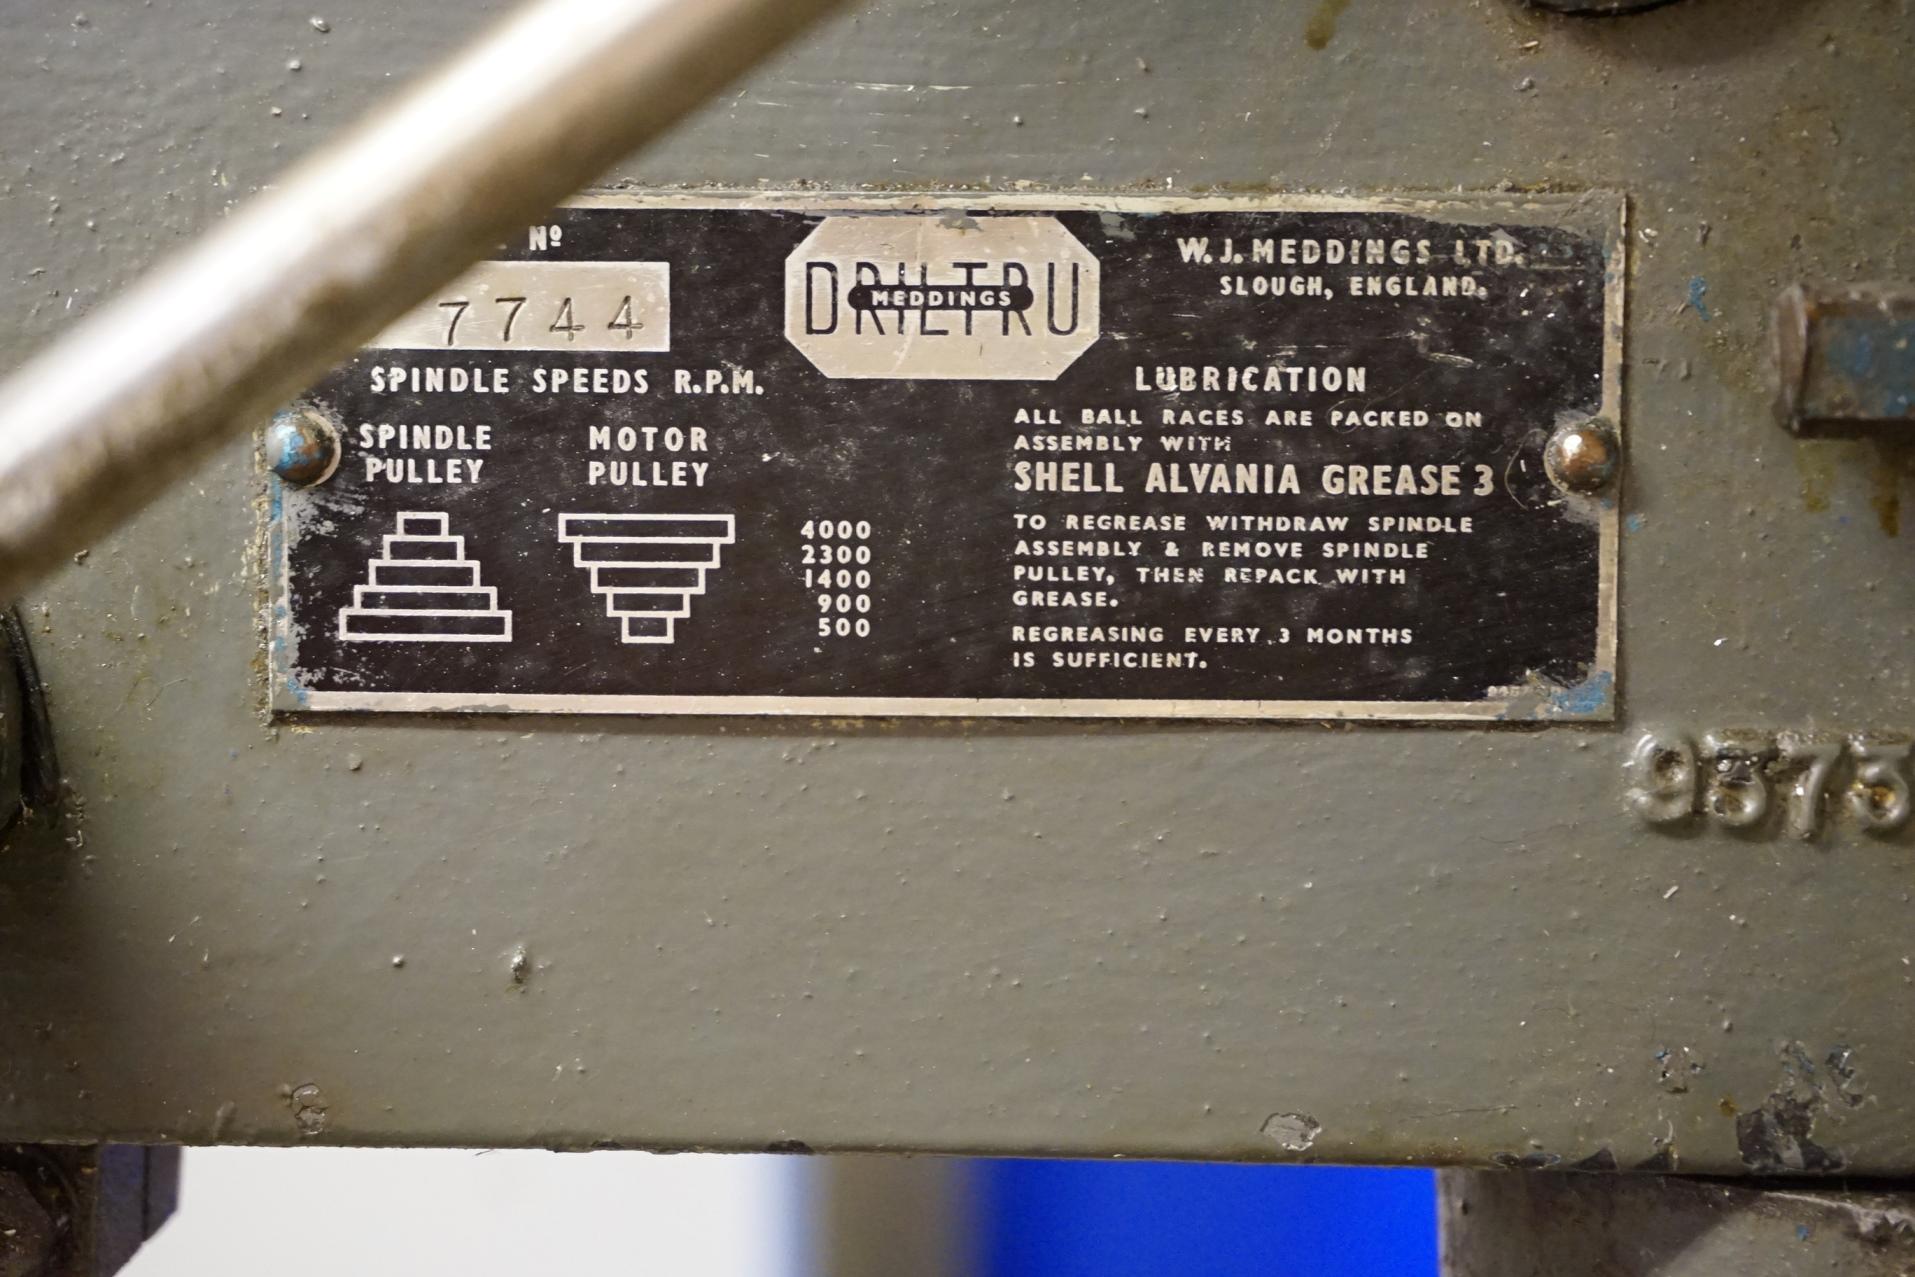 Nº
7744
DRILTRU
MEDDINGS
W. J. MEDDINGS LTD.
SLOUGH, ENGLAND.
SPINDLE SPEEDS R.P.M.
SPINDLE PULLEY
MOTOR PULLEY
4000
2300
1400
900
500
LUBRICATION
ALL BALL RACES ARE PACKED ON
ASSEMBLY WITH
SHELL ALVANIA GREASE 3
TO REGREASE WITHDRAW SPINDLE
ASSEMBLY & REMOVE SPINDLE
PULLEY, THEN REPACK WITH
GREASE.
REGREASING EVERY 3 MONTHS
IS SUFFICIENT.